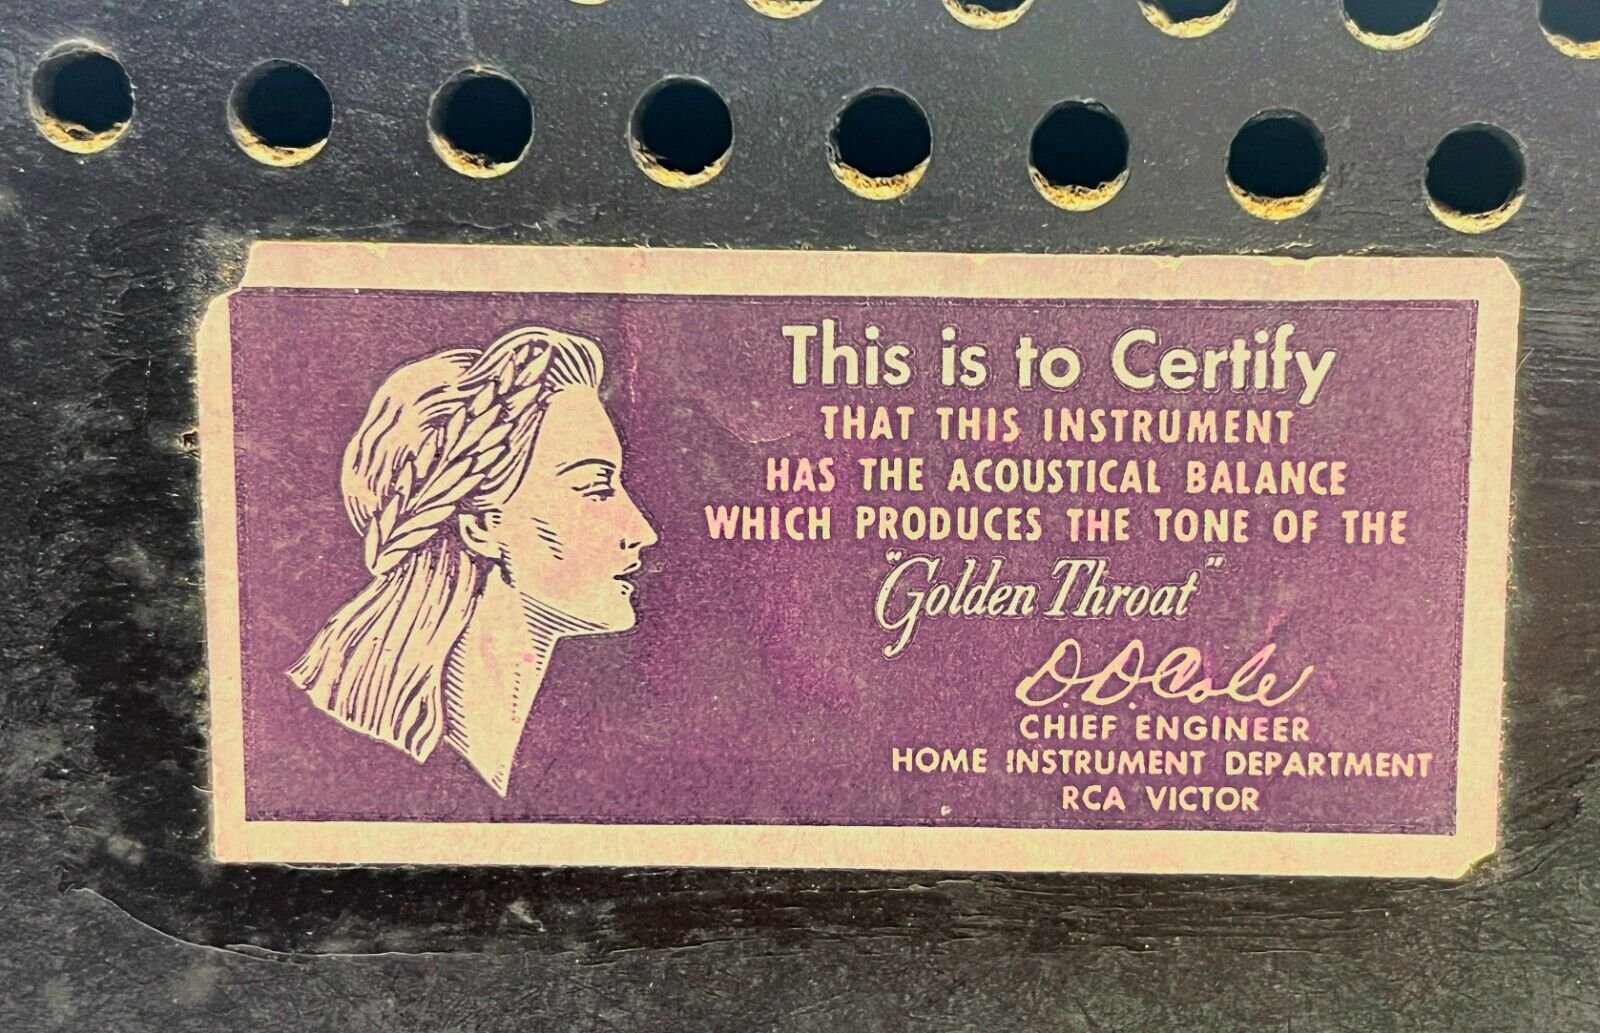 This is to Certify
THAT THIS INSTRUMENT
HAS THE ACOUSTICAL BALANCE
WHICH PRODUCES THE TONE OF THE
"Golden Throat"
D.D. Cole
CHIEF ENGINEER
HOME INSTRUMENT DEPARTMENT
RCA VICTOR